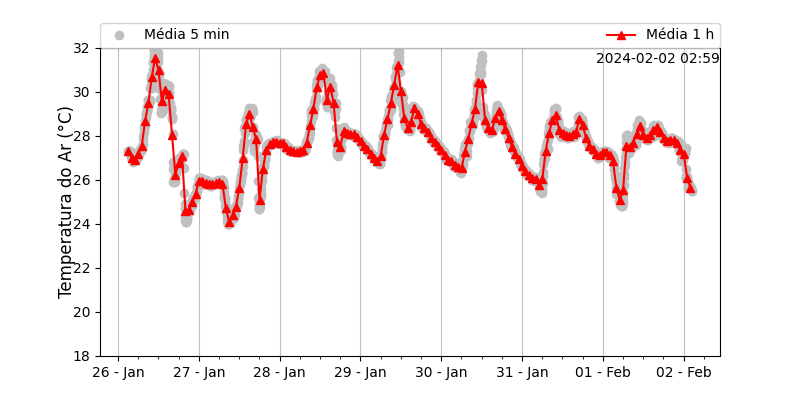 Média 5 min
Média 1 h
2024-02-02 02:59
Temperatura do Ar (°C)
32
30
28
26
24
22
20
18
26 - Jan
27 - Jan
28 - Jan
29 - Jan
30 - Jan
31 - Jan
01 - Feb
02 - Feb